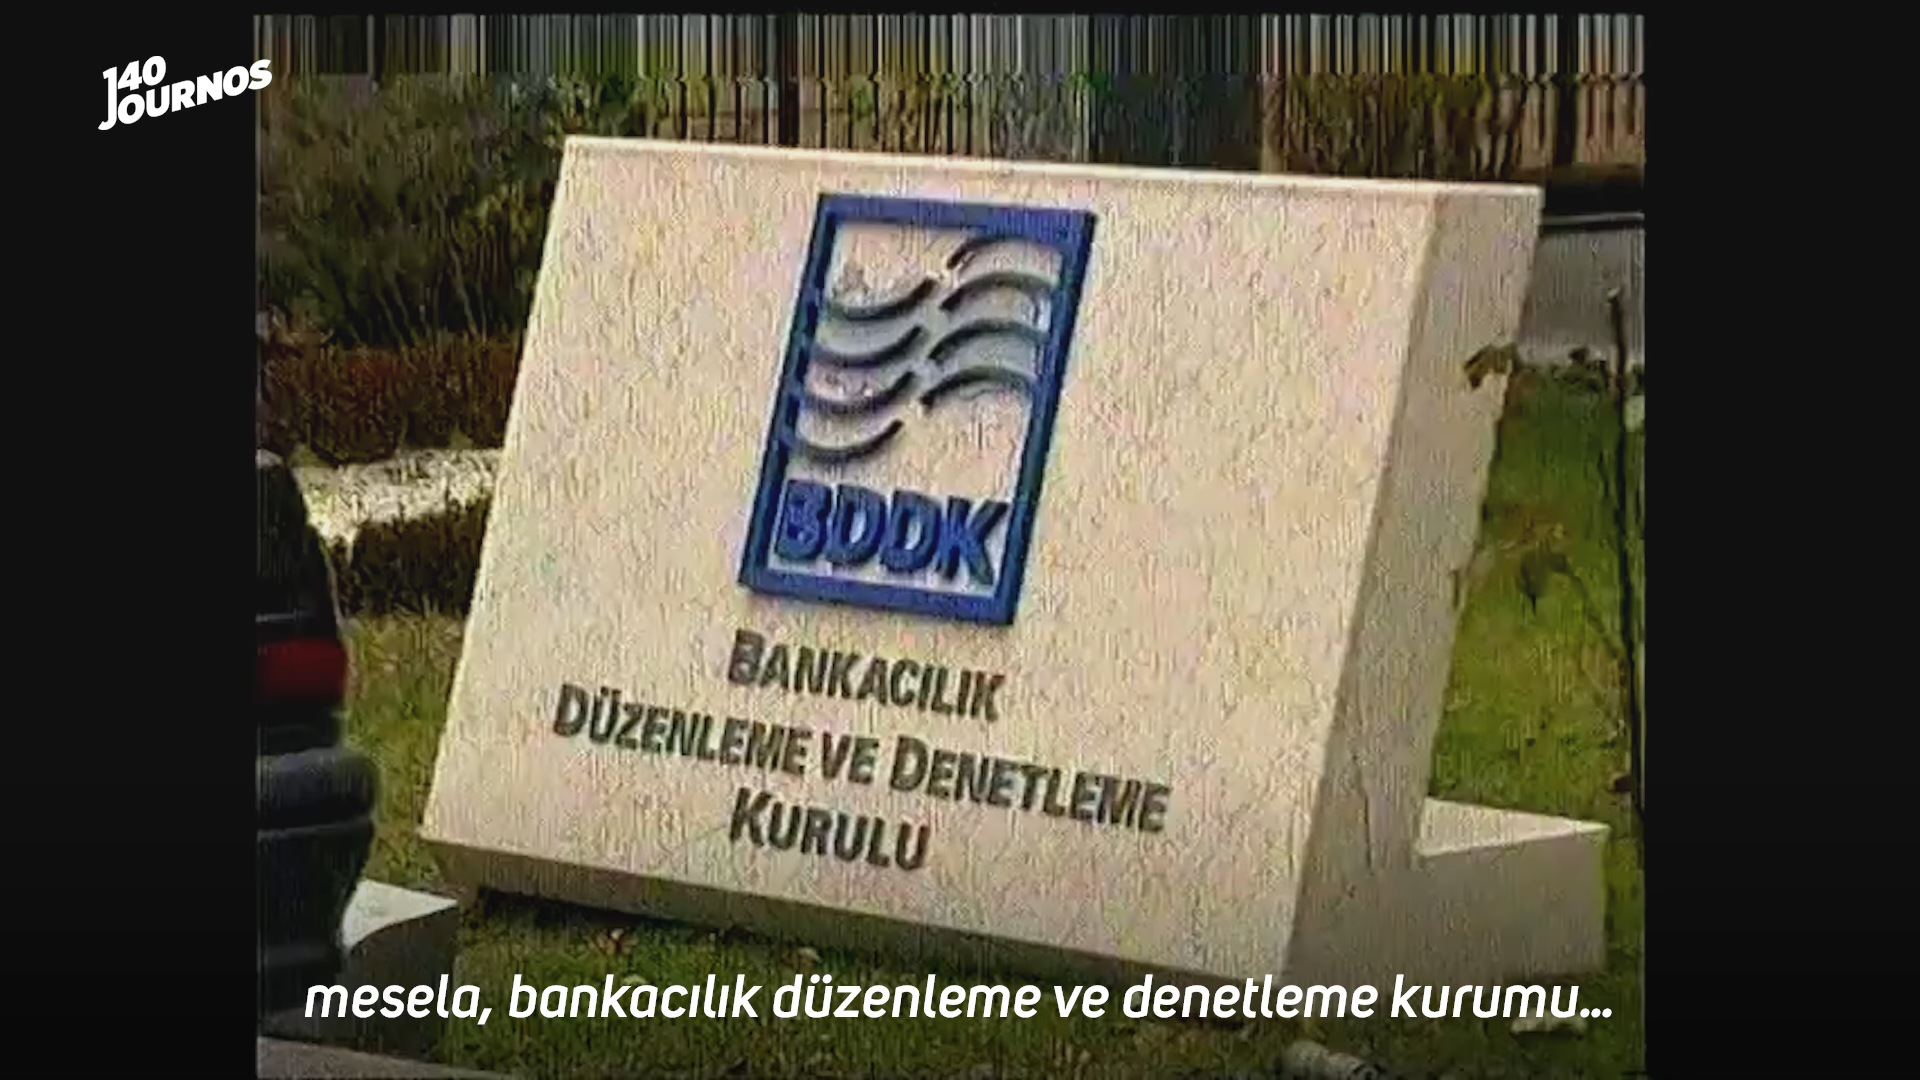 140
JOURNOS
BDDK
BANKACILIK
DÜZENLEME VE DENETLEME
KURULU
mesela, bankacılık düzenleme ve denetleme kurumu...